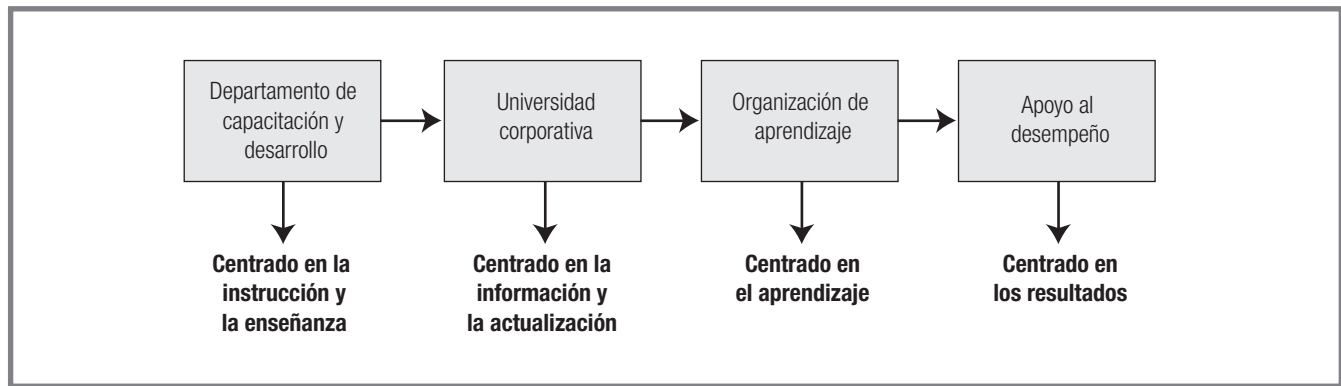 Departamento de
capacitación y
desarrollo
Universidad
corporativa
Organización de
aprendizaje
Apoyo al
desempeño
Centrado en la
instrucción y
la enseñanza
Centrado en la
información y
la actualización
Centrado en
el aprendizaje
Centrado en
los resultados